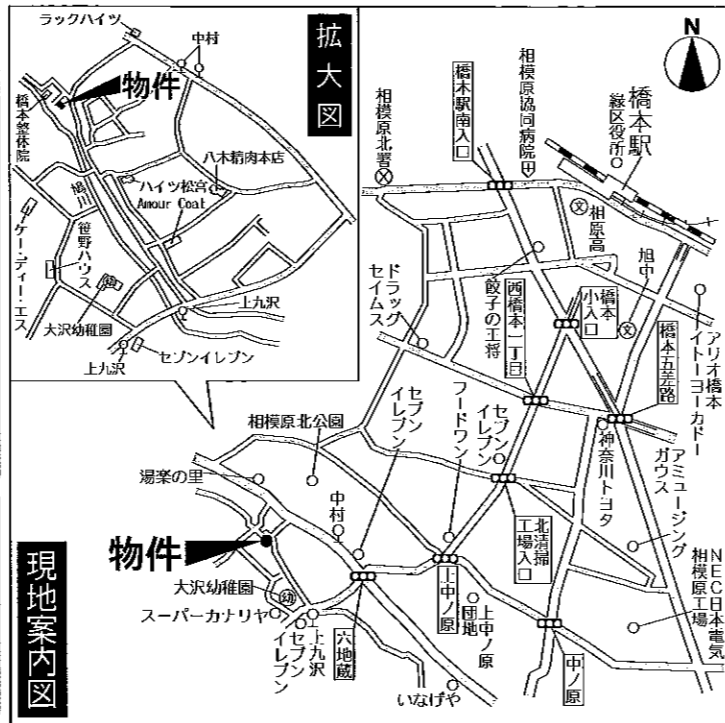 拡大図
ラックハイツ
中村
物件
橋本整体院
鳩川
八木精肉本店
ハイツ松宮
Amour Coat
笹野ハウス
ケー・ディー・エス
幼
大沢幼稚園
上九沢
上九沢
セブンイレブン
N
橋本駅
緑区役所
相模原協同病院
橋本駅南入口
相模原北署
文
相原高
旭中
文
ドラッグ
セイムス
餃子の王将
西橋本一丁目
橋本
小入口
橋本五差路
アリオ橋本
イトーヨーカドー
相模原北公園
セブン
イレブン
フードワン
セブン
イレブン
神奈川トヨタ
アミュージング
ガウス
湯楽の里
中村
北清掃
工場入口
NEC日本電気
相模原工場
物件
大沢幼稚園
幼
スーパーカナリヤ
セブン
イレブン
上九沢
六地蔵
上中ノ原
上中ノ原
団地
中ノ原
いなげや
現地案内図